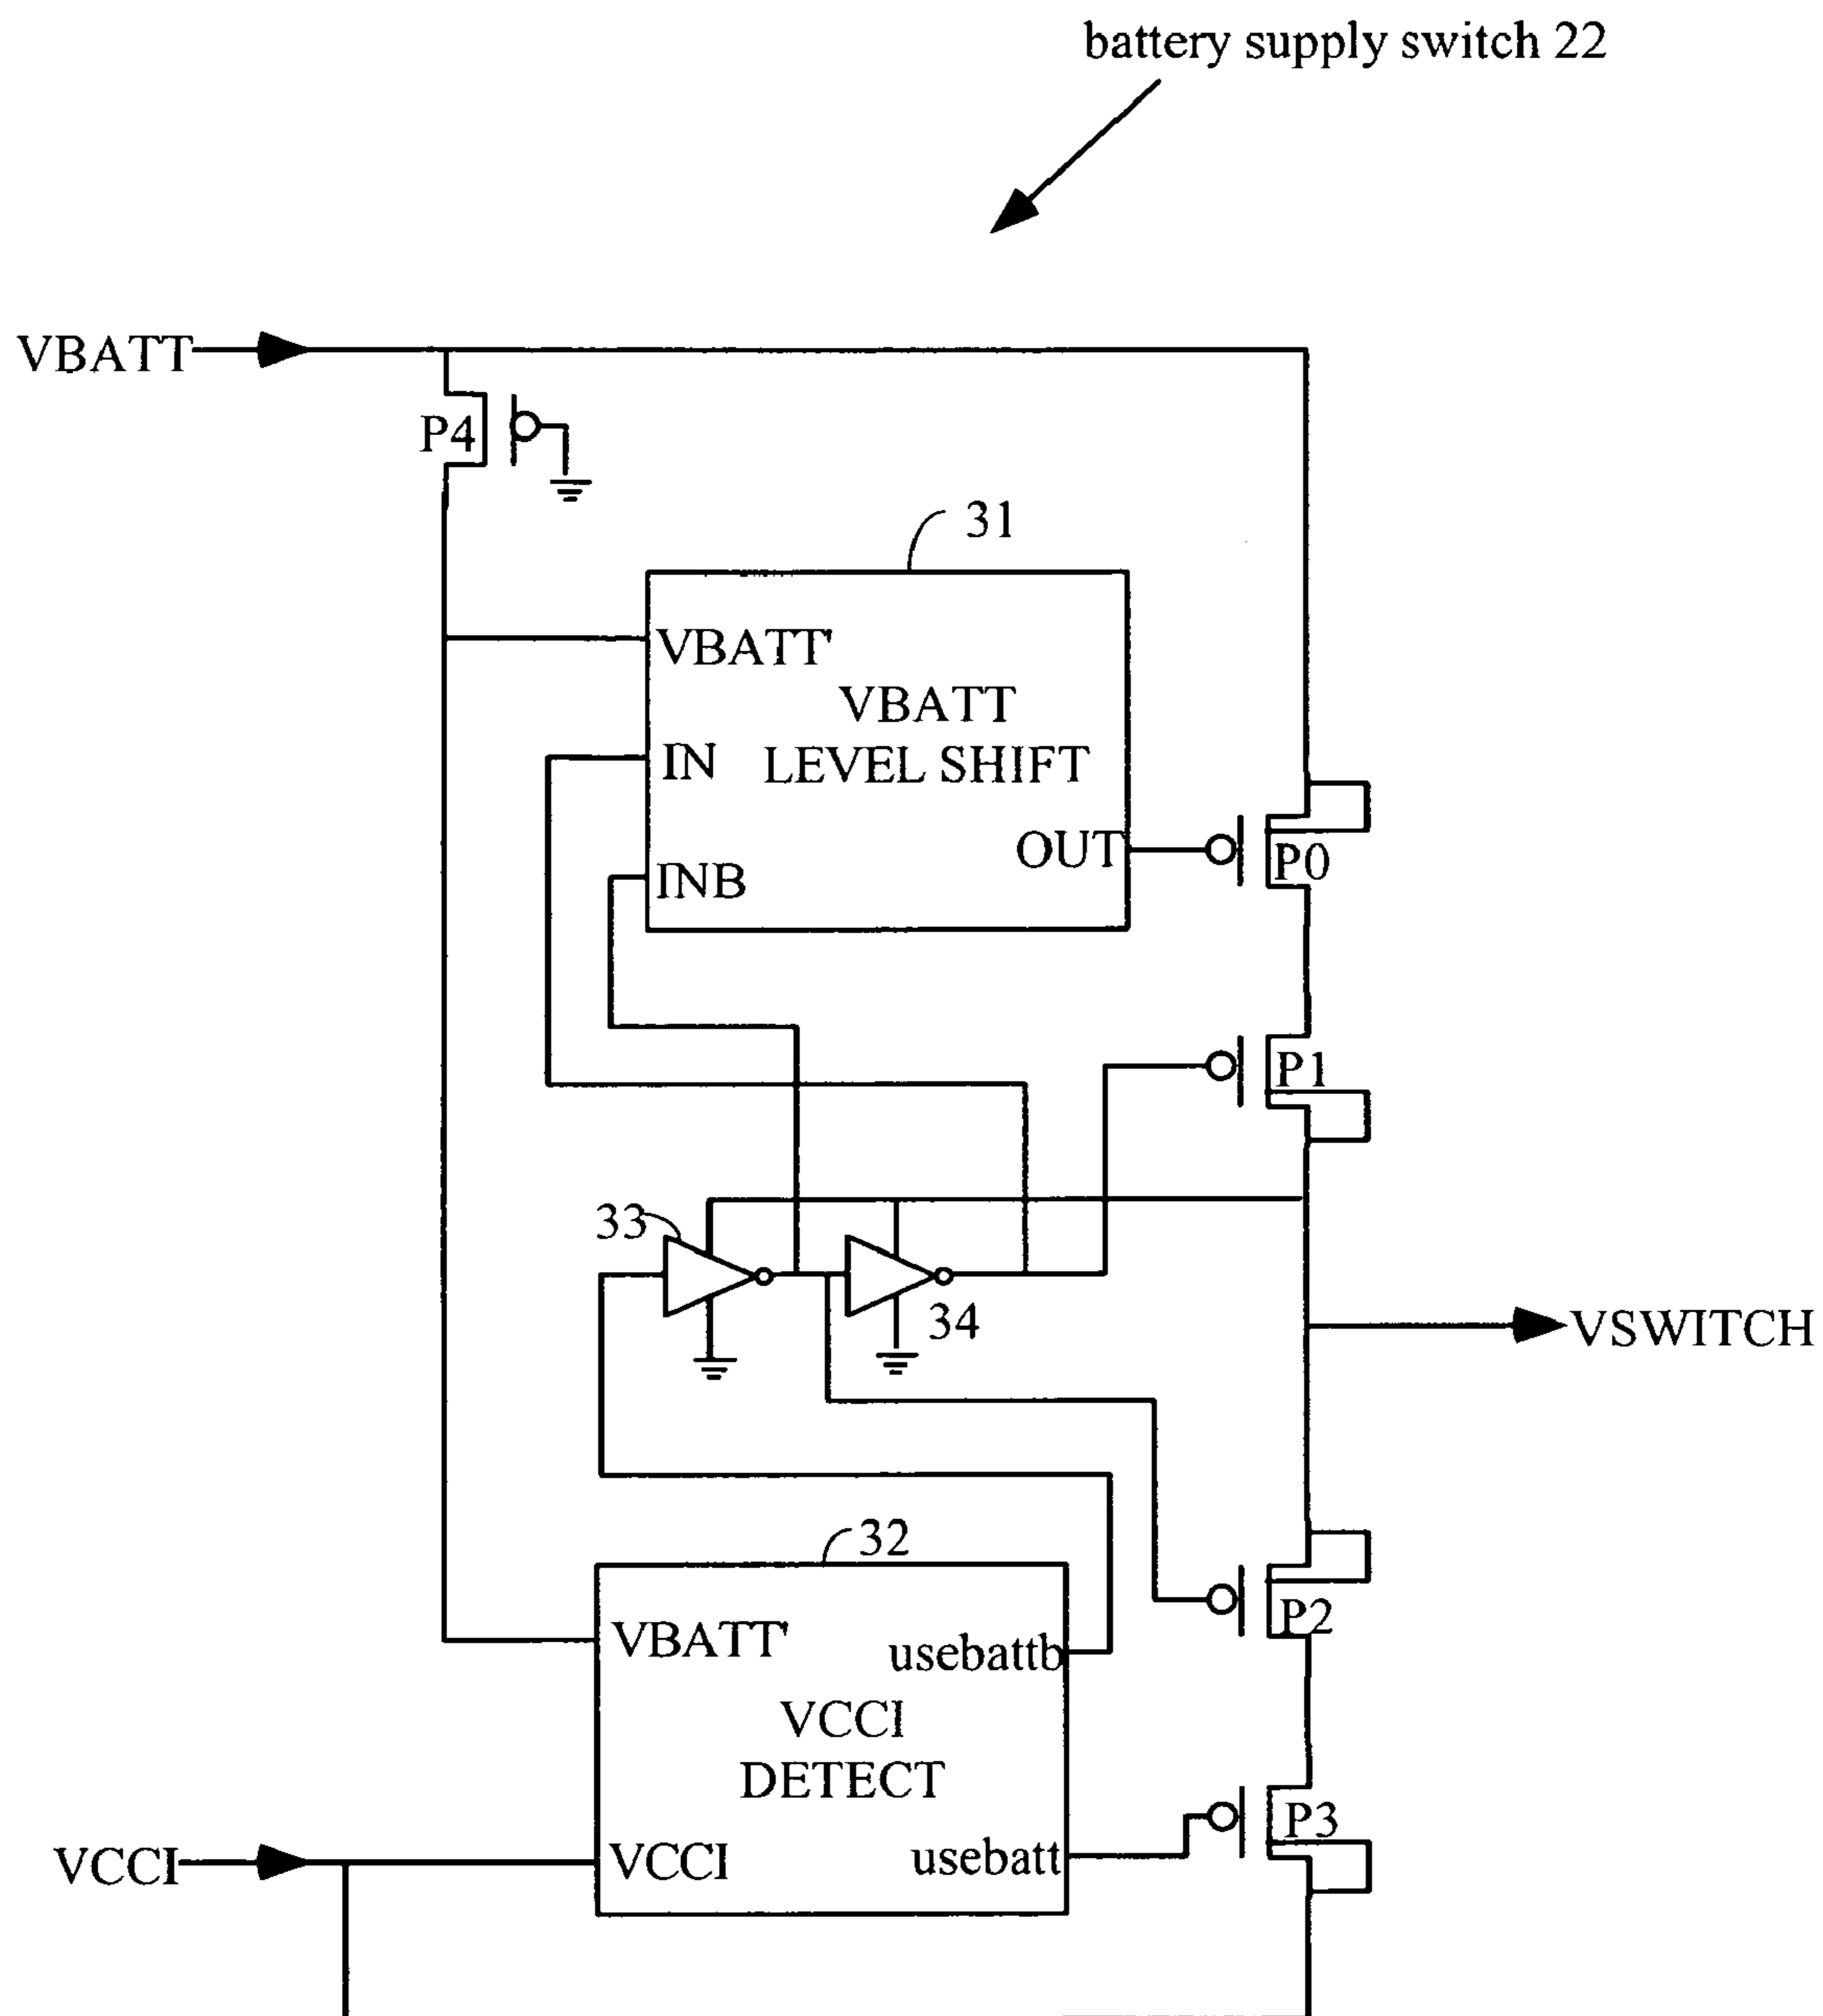 battery supply switch 22
VBATT
P4
31
VBATT'
VBATT
LEVEL SHIFT
IN
OUT
INB
P0
P1
33
34
VSWITCH
32
VBATT'
usebattb
P2
VCCI
DETECT
P3
VCCI
VCCI
usebatt